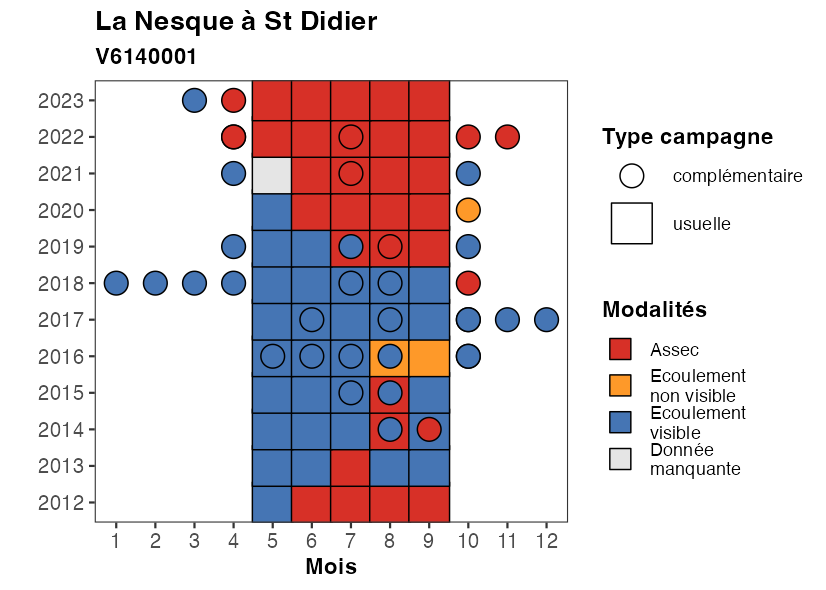 La Nesque à St Didier
V6140001
2023
2022
2021
2020
2019
2018
2017
2016
2015
2014
2013
2012
1 2 3 4 5 6 7 8 9 10 11 12
Mois
Type campagne
complémentaire
usuelle
Modalités
Assec
Ecoulement
non visible
Ecoulement
visible
Donnée
manquante